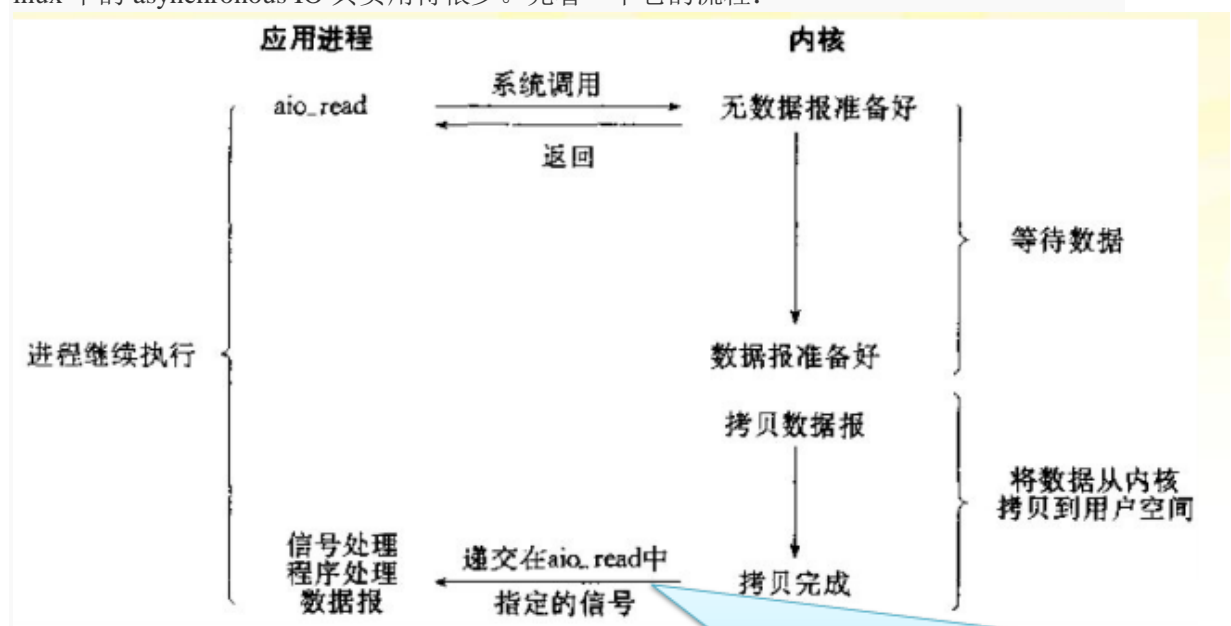 inux 下的 asynchronous IO 其实用得很少。先看一下它的流程：
应用进程
内核
aio_read
系统调用
返回
无数据报准备好
等待数据
进程继续执行
数据报准备好
拷贝数据报
将数据从内核
拷贝到用户空间
信号处理
程序处理
数据报
递交在aio_read中
指定的信号
拷贝完成